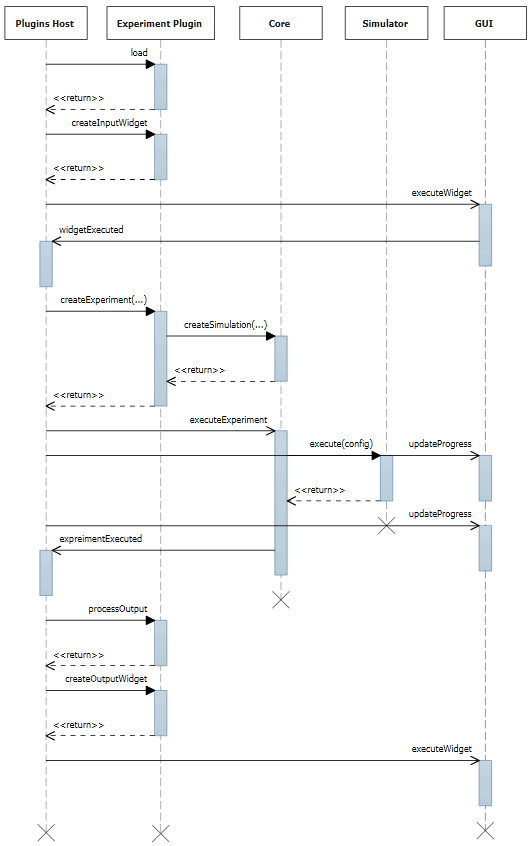 Plugins Host
Experiment Plugin
Core
Simulator
GUI
load
<<return>>
createInputWidget
<<return>>
executeWidget
widgetExecuted
createExperiment(...)
createSimulation(...)
<<return>>
<<return>>
executeExperiment
execute(config)
updateProgress
<<return>>
updateProgress
expreimentExecuted
processOutput
<<return>>
createOutputWidget
<<return>>
executeWidget